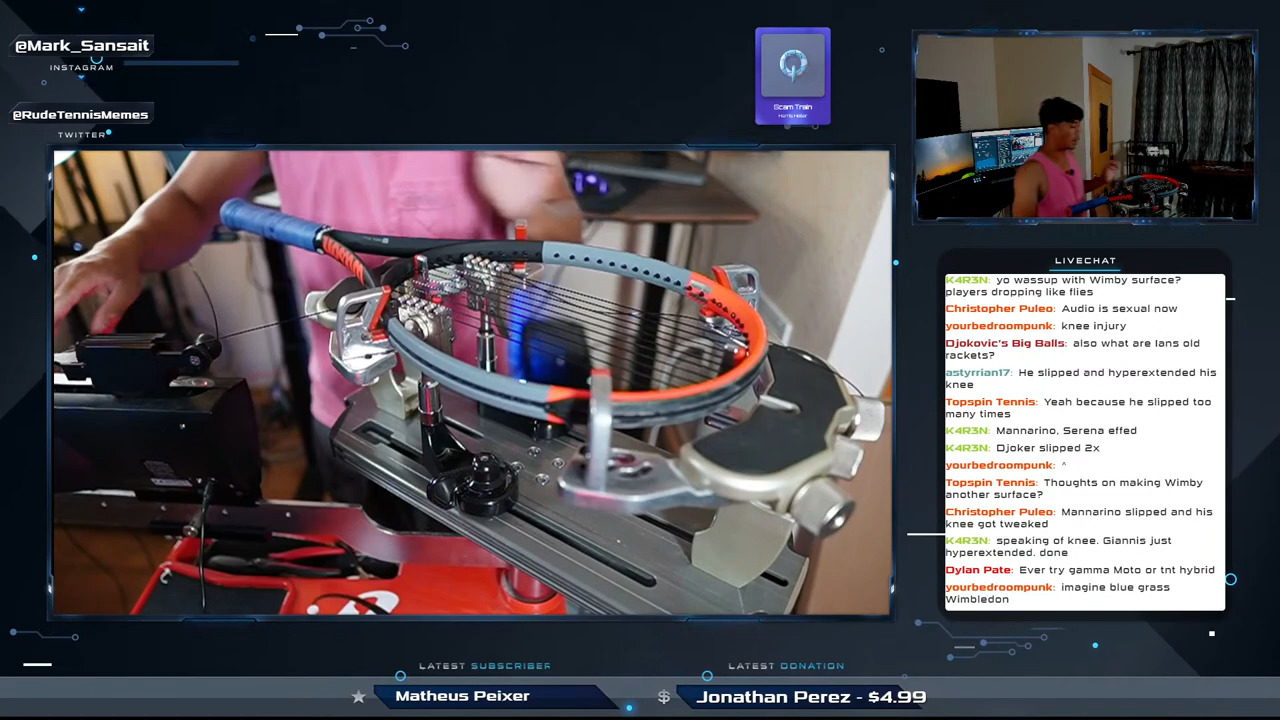 @Mark_Sansait
INSTAGRAM
@RudeTennisMemes
TWITTER
Scam Train
LIVECHAT
K4R3N: yo wassup with Wimby surface?
players dropping like flies
Christopher Puleo: Audio is sexual now
yourbedroompunk: knee injury
Djokovic's Big Balls: also what are Ians old
rackets?
astyrrian17: He slipped and hyperextended his
knee
Topspin Tennis: Yeah because he slipped too
many times
K4R3N: Mannarino, Serena effed
K4R3N: Djoker slipped 2x
yourbedroompunk: ^
Topspin Tennis: Thoughts on making Wimby
another surface?
Christopher Puleo: Mannarino slipped and his
knee got tweaked
K4R3N: speaking of knee. Giannis just
hyperextended. done
Dylan Pate: Ever try gamma Moto or tnt hybrid
yourbedroompunk: imagine blue grass
Wimbledon
LATEST SUBSCRIBER
Matheus Peixer
LATEST DONATION
$ Jonathan Perez - $4.99